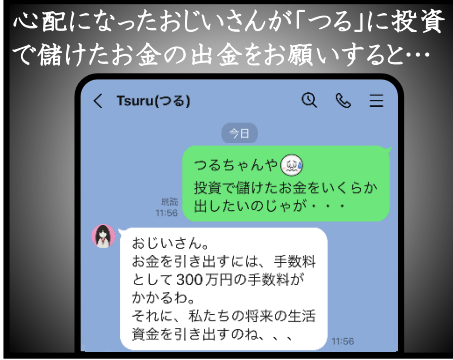 心配になったおじいさんが「つる」に投資
で儲けたお金の出金をお願いすると…
Tsuru(つる)
今日
つるちゃんや
投資で儲けたお金をいくらか
出したいのじゃが・・・
既読
11:56
おじいさん。
お金を引き出すには、手数料
として300万円の手数料が
かかるわ。
それに、私たちの将来の生活
資金を引き出すのね、、、
11:56